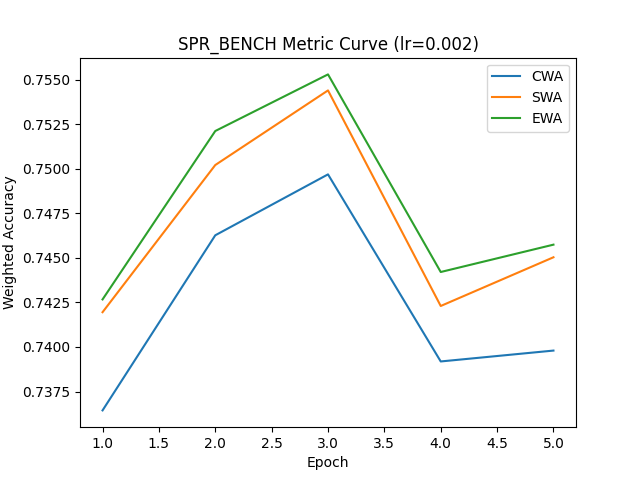 SPR_BENCH Metric Curve (lr=0.002)
CWA
SWA
EWA
Weighted Accuracy
0.7550
0.7525
0.7500
0.7475
0.7450
0.7425
0.7400
0.7375
1.0 1.5 2.0 2.5 3.0 3.5 4.0 4.5 5.0
Epoch